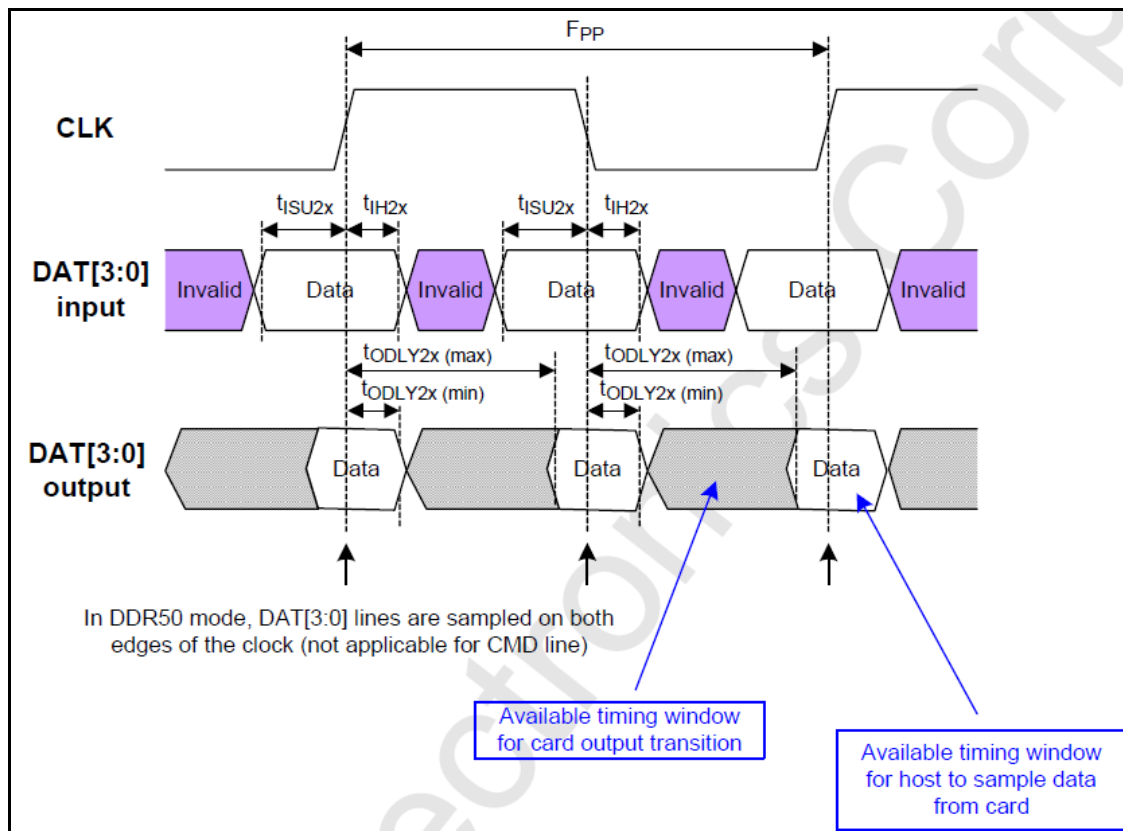 FPP
CLK
tISU2x tIH2x tISU2x tIH2x
DAT[3:0]
input
Invalid Data Invalid Data Invalid Data Invalid
tODLY2x (max) tODLY2x (max)
tODLY2x (min) tODLY2x (min)
DAT[3:0]
output
Data Data Data
In DDR50 mode, DAT[3:0] lines are sampled on both
edges of the clock (not applicable for CMD line)
Available timing window
for card output transition
Available timing window
for host to sample data
from card
ectronics Corp